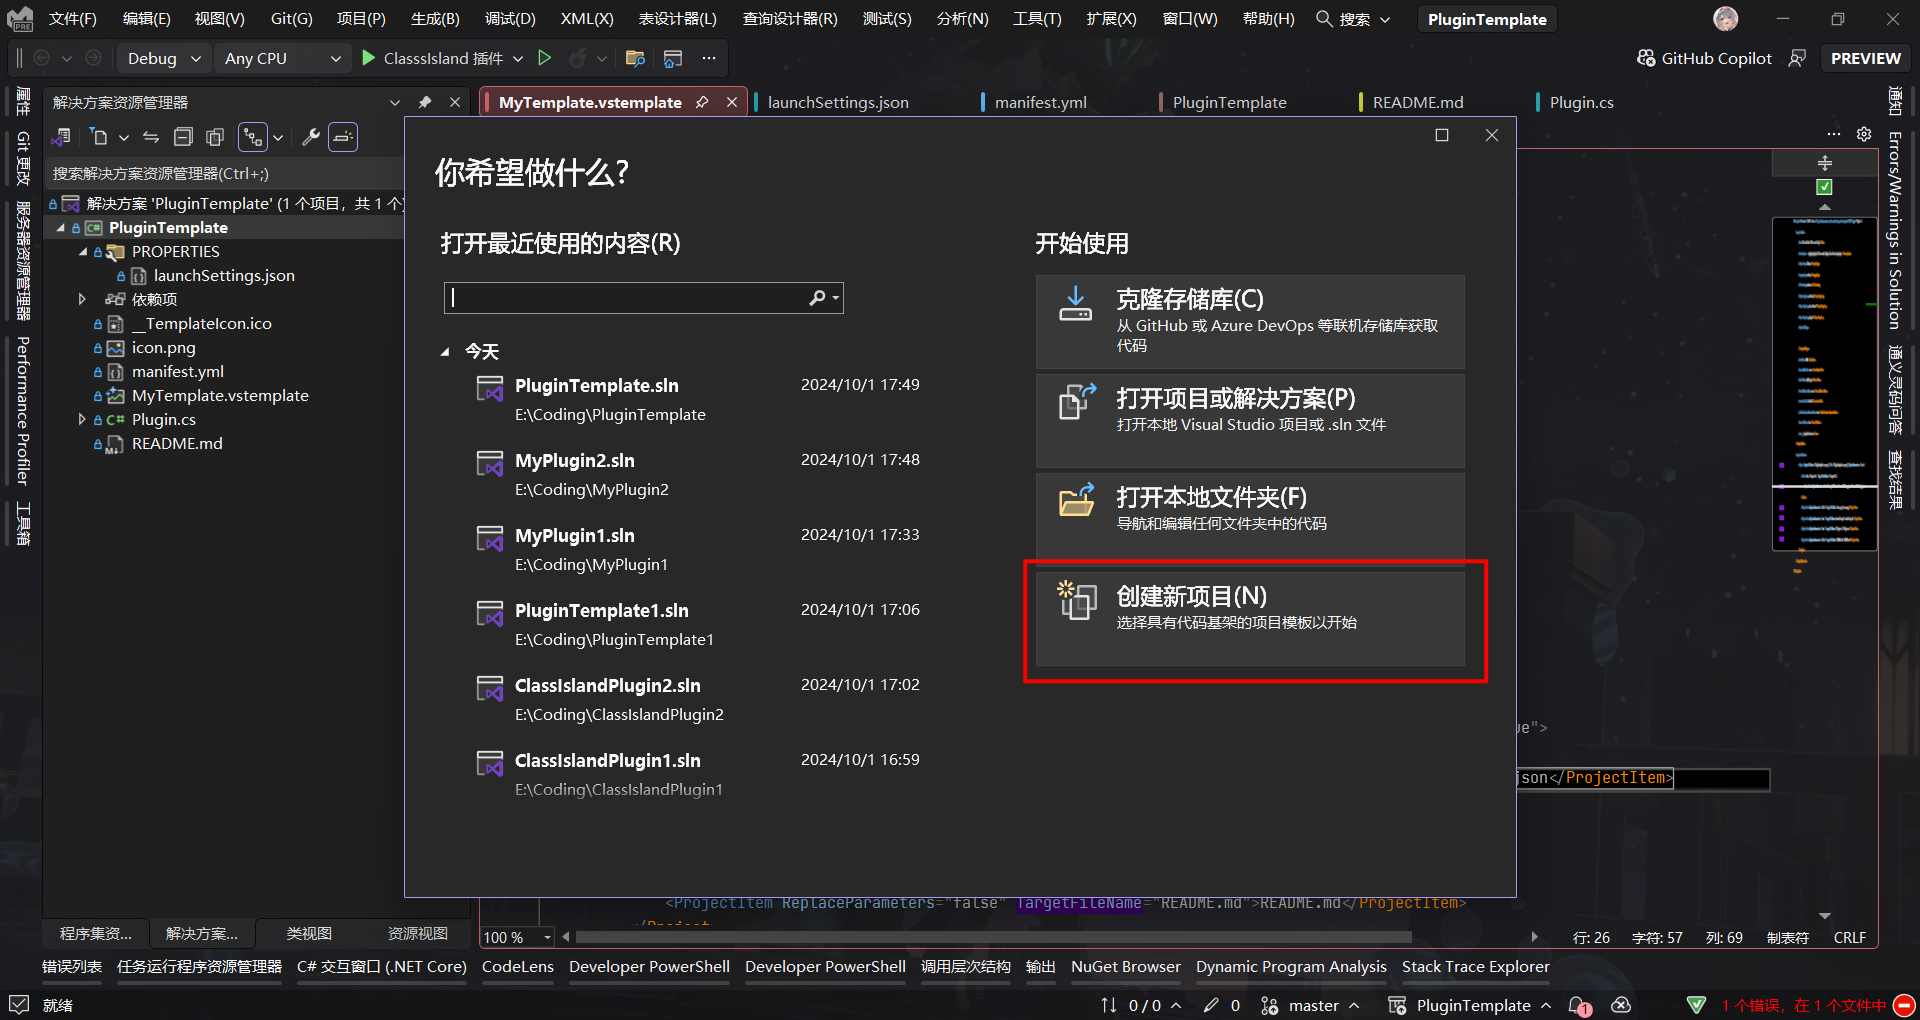 文件(F) 编辑(E) 视图(V) Git(G) 项目(P) 生成(B) 调试(D) XML(X) 表设计器(L) 查询设计器(R) 测试(S) 分析(N) 工具(T) 扩展(X) 窗口(W) 帮助(H) 搜索 PluginTemplate
PRE
Debug Any CPU ClasssIsland 插件 GitHub Copilot PREVIEW
属性
Git 更改
服务器资源管理器
Performance Profiler
工具箱
解决方案资源管理器
搜索解决方案资源管理器(Ctrl+;)
解决方案 'PluginTemplate' (1 个项目，共 1 个)
PluginTemplate
PROPERTIES
launchSettings.json
依赖项
__TemplateIcon.ico
icon.png
manifest.yml
MyTemplate.vstemplate
Plugin.cs
README.md
MyTemplate.vstemplate launchSettings.json manifest.yml PluginTemplate README.md Plugin.cs
你希望做什么?
打开最近使用的内容(R)
今天
PluginTemplate.sln 2024/10/1 17:49
E:\Coding\PluginTemplate
MyPlugin2.sln 2024/10/1 17:48
E:\Coding\MyPlugin2
MyPlugin1.sln 2024/10/1 17:33
E:\Coding\MyPlugin1
PluginTemplate1.sln 2024/10/1 17:06
E:\Coding\PluginTemplate1
ClassIslandPlugin2.sln 2024/10/1 17:02
E:\Coding\ClassIslandPlugin2
ClassIslandPlugin1.sln 2024/10/1 16:59
E:\Coding\ClassIslandPlugin1
开始使用
克隆存储库(C)
从 GitHub 或 Azure DevOps 等联机存储库获取
代码
打开项目或解决方案(P)
打开本地 Visual Studio 项目或 .sln 文件
打开本地文件夹(F)
导航和编辑任何文件夹中的代码
创建新项目(N)
选择具有代码基架的项目模板以开始
ue">
json</ProjectItem>
<ProjectItem ReplaceParameters="false" TargetFileName="README.md">README.md</ProjectItem>
通知
Errors/Warnings in Solution
通义灵码问答
查找结果
程序集资... 解决方案... 类视图 资源视图
100 % 行: 26 字符: 57 列: 69 制表符 CRLF
错误列表 任务运行程序资源管理器 C# 交互窗口 (.NET Core) CodeLens Developer PowerShell Developer PowerShell 调用层次结构 输出 NuGet Browser Dynamic Program Analysis Stack Trace Explorer
就绪 0 / 0 0 master PluginTemplate 1 1 个错误，在 1 个文件中